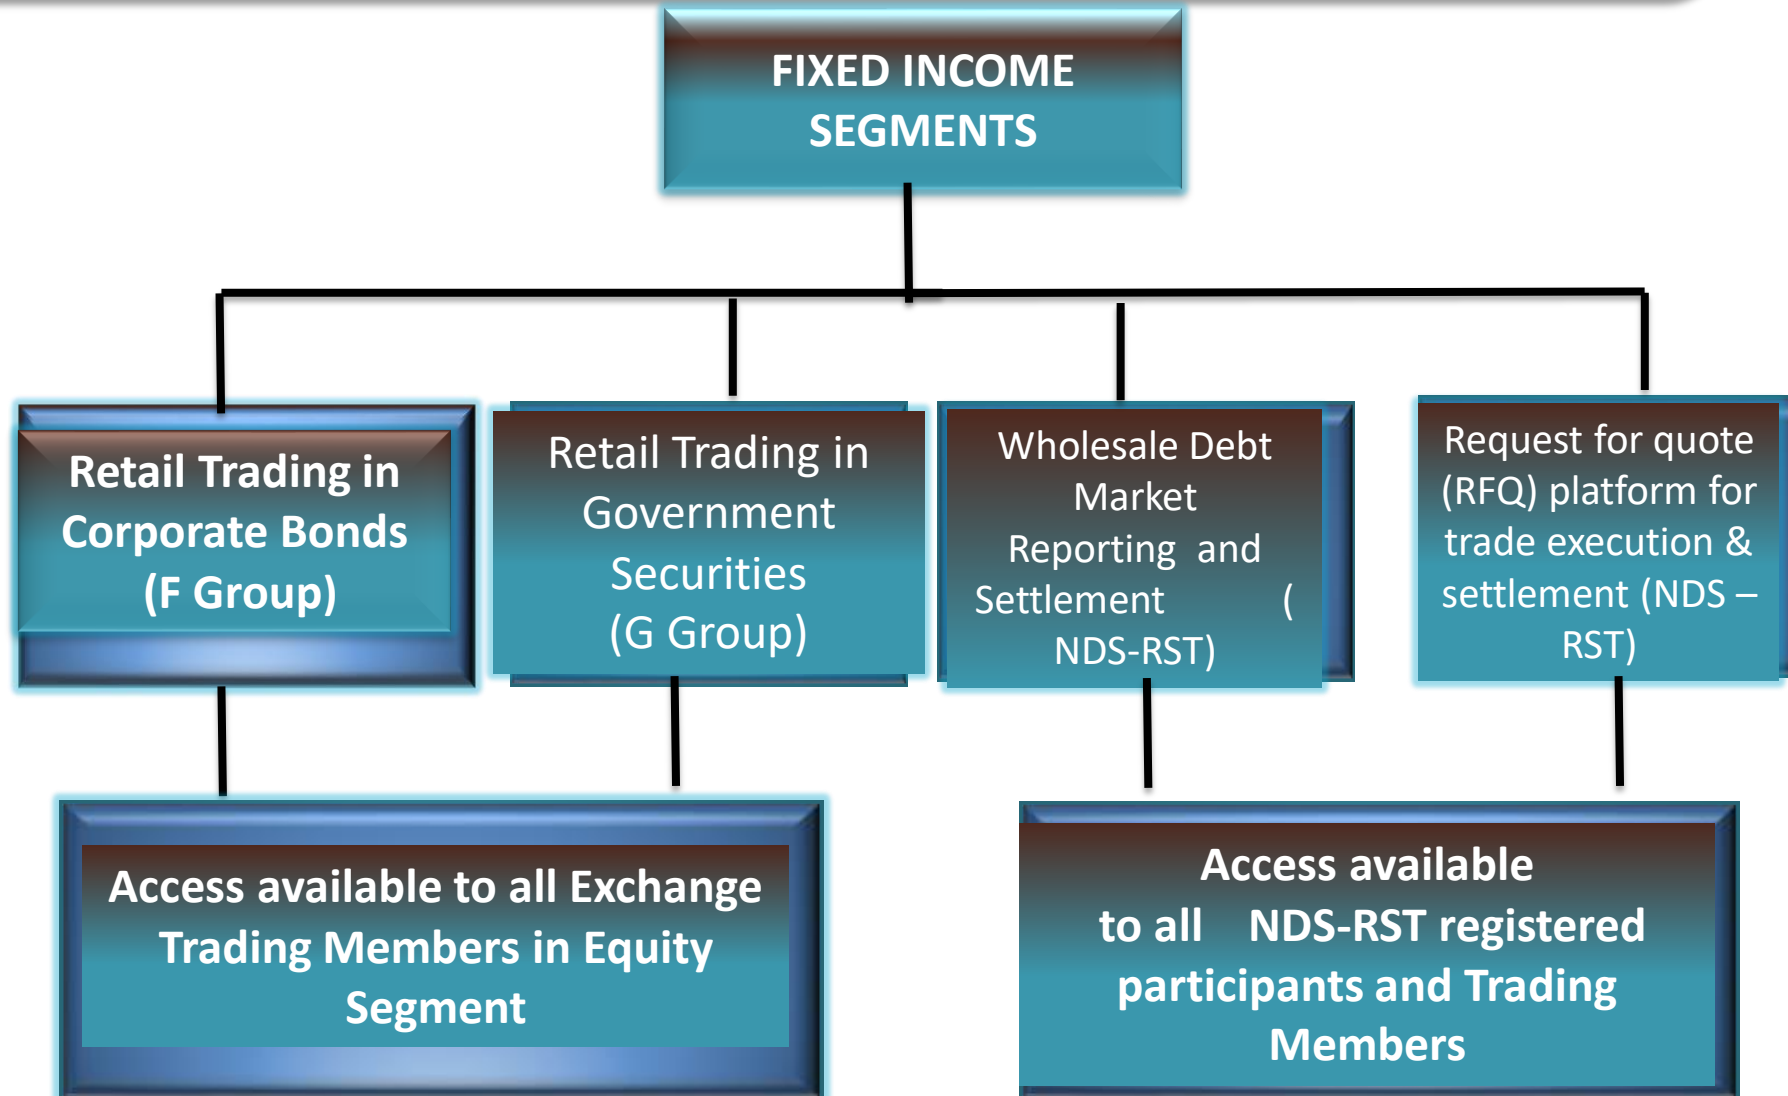 FIXED INCOME
SEGMENTS
Retail Trading in
Corporate Bonds
(F Group)
Retail Trading in
Government
Securities
(G Group)
Wholesale Debt
Market
Reporting and
Settlement (
NDS-RST)
Request for quote
(RFQ) platform for
trade execution &
settlement (NDS –
RST)
Access available to all Exchange
Trading Members in Equity
Segment
Access available
to all NDS-RST registered
participants and Trading
Members